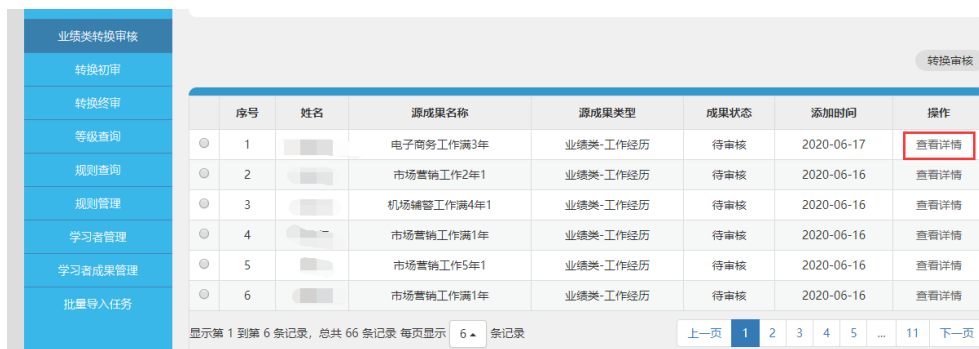 业绩类转换审核
转换初审
转换终审
等级查询
规则查询
规则管理
学习者管理
学习者成果管理
批量导入任务
转换审核
序号 姓名 源成果名称 源成果类型 成果状态 添加时间 操作
1 电子商务工作满3年 业绩类-工作经历 待审核 2020-06-17 查看详情
2 市场营销工作2年1 业绩类-工作经历 待审核 2020-06-16 查看详情
3 机场辅警工作满4年1 业绩类-工作经历 待审核 2020-06-16 查看详情
4 市场营销工作满1年 业绩类-工作经历 待审核 2020-06-16 查看详情
5 市场营销工作5年1 业绩类-工作经历 待审核 2020-06-16 查看详情
6 市场营销工作满1年 业绩类-工作经历 待审核 2020-06-16 查看详情
显示第 1 到第 6 条记录，总共 66 条记录 每页显示 6 条记录 上一页 1 2 3 4 5 ... 11 下一页